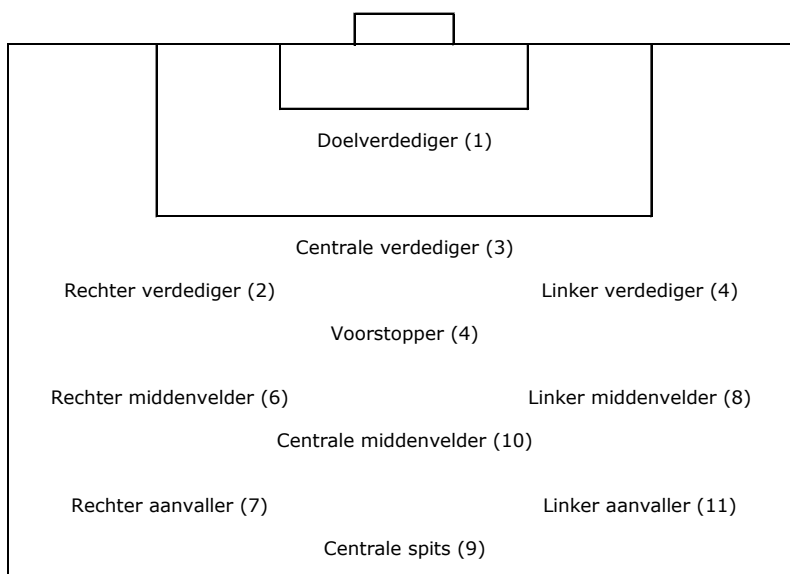 Doelverdediger (1)
Centrale verdediger (3)
Rechter verdediger (2)
Linker verdediger (4)
Voorstopper (4)
Rechter middenvelder (6)
Linker middenvelder (8)
Centrale middenvelder (10)
Rechter aanvaller (7)
Linker aanvaller (11)
Centrale spits (9)